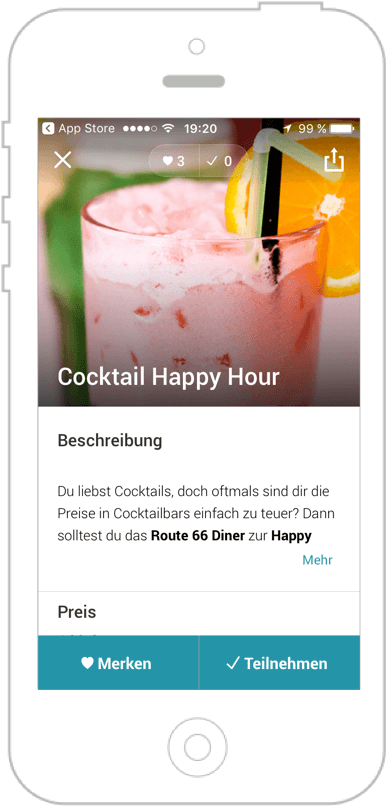 App Store 19:20 99 %
3 0
Cocktail Happy Hour
Beschreibung
Du liebst Cocktails, doch oftmals sind dir die
Preise in Cocktailbars einfach zu teuer? Dann
solltest du das Route 66 Diner zur Happy
Mehr
Preis
Merken Teilnehmen